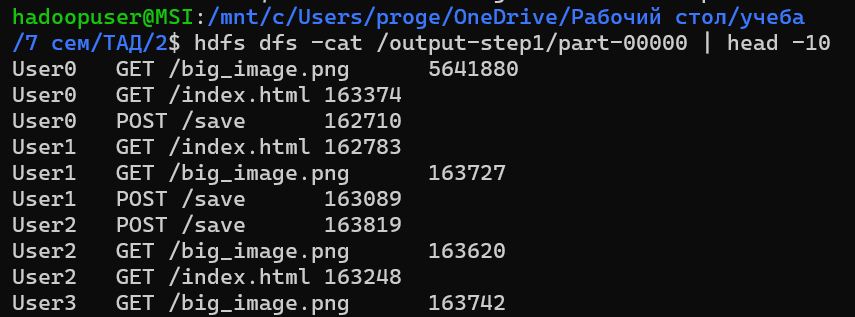 hadoopuser@MSI:/mnt/c/Users/proge/OneDrive/Рабочий стол/учеба
/7 сем/ТАД/2$ hdfs dfs -cat /output-step1/part-00000 | head -10
User0   GET /big_image.png      5641880
User0   GET /index.html 163374
User0   POST /save      162710
User1   GET /index.html 162783
User1   GET /big_image.png      163727
User1   POST /save      163089
User2   POST /save      163819
User2   GET /big_image.png      163620
User2   GET /index.html 163248
User3   GET /big_image.png      163742